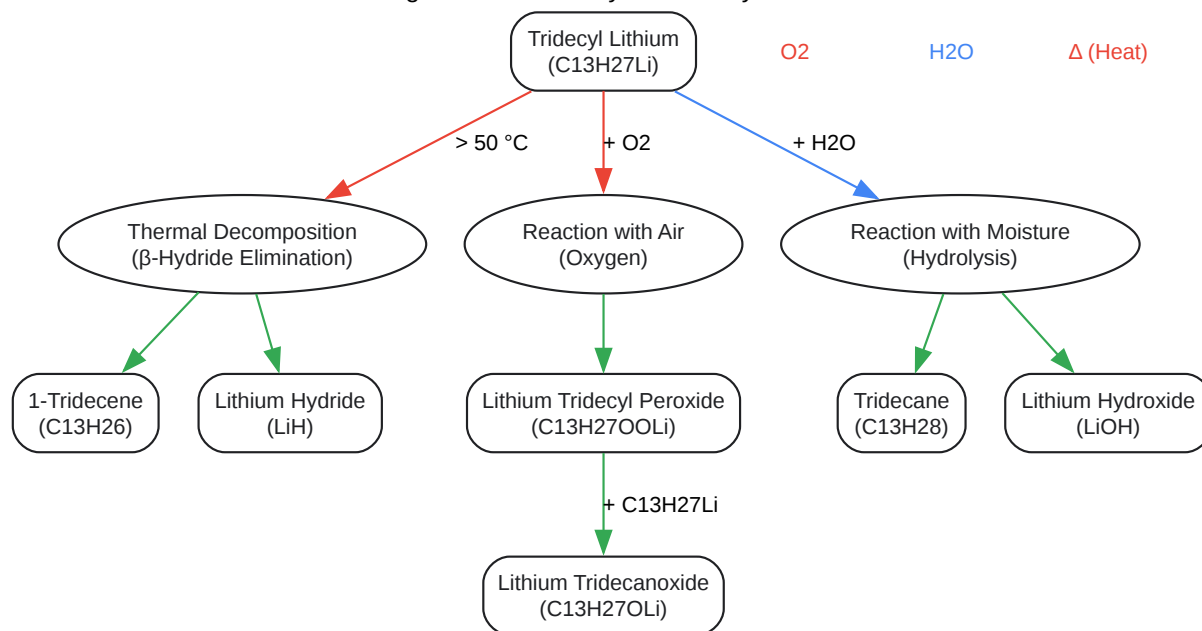 Tridecyl Lithium
(C13H27Li)
O2
H2O
Δ (Heat)
> 50 °C
+ O2
+ H2O
Thermal Decomposition
(β-Hydride Elimination)
Reaction with Air
(Oxygen)
Reaction with Moisture
(Hydrolysis)
1-Tridecene
(C13H26)
Lithium Hydride
(LiH)
Lithium Tridecyl Peroxide
(C13H27OOLi)
Tridecane
(C13H28)
Lithium Hydroxide
(LiOH)
+ C13H27Li
Lithium Tridecanoxide
(C13H27OLi)